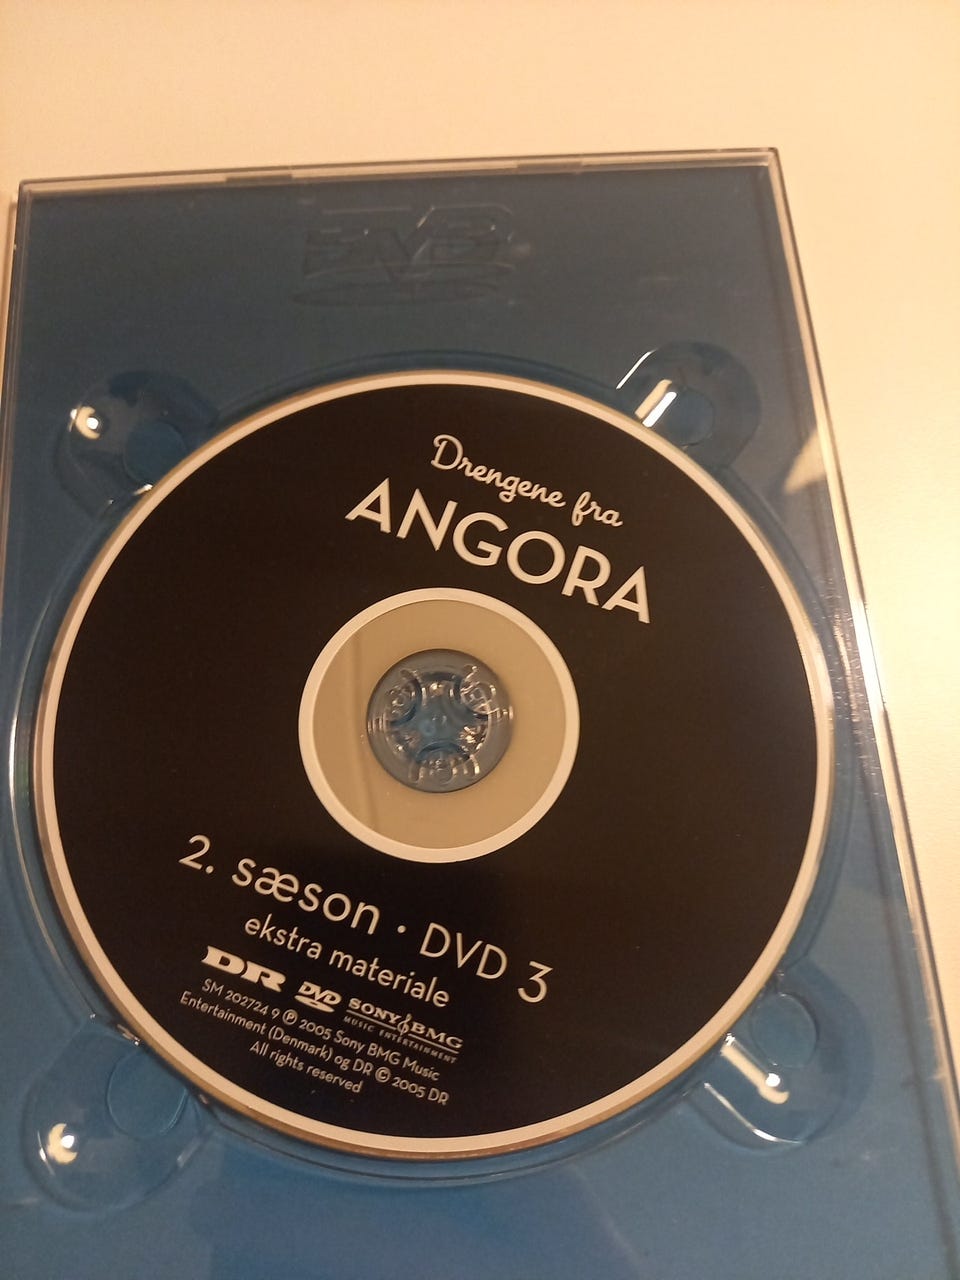 DVD
Drengene fra
ANGORA
2. sæson · DVD 3
ekstra materiale
DR DVD SONY BMG
MUSIC ENTERTAINMENT
SM 202724 9 ℗ 2005 Sony BMG Music
Entertainment (Denmark) og DR © 2005 DR
All rights reserved